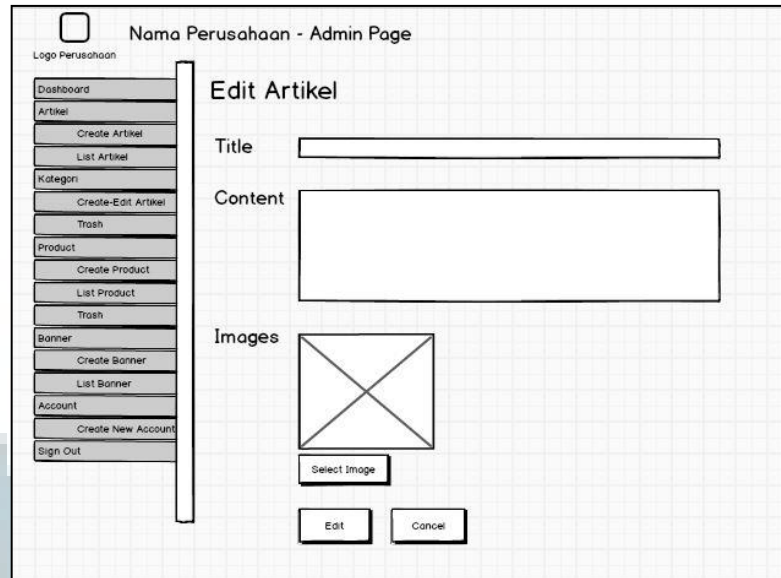 Nama Perusahaan - Admin Page
Logo Perusahaan
Dashboard
Artikel
Create Artikel
List Artikel
Kategori
Create-Edit Artikel
Trash
Product
Create Product
List Product
Trash
Banner
Create Banner
List Banner
Account
Create New Account
Sign Out
Edit Artikel
Title
Content
Images
Select Image
Edit
Cancel